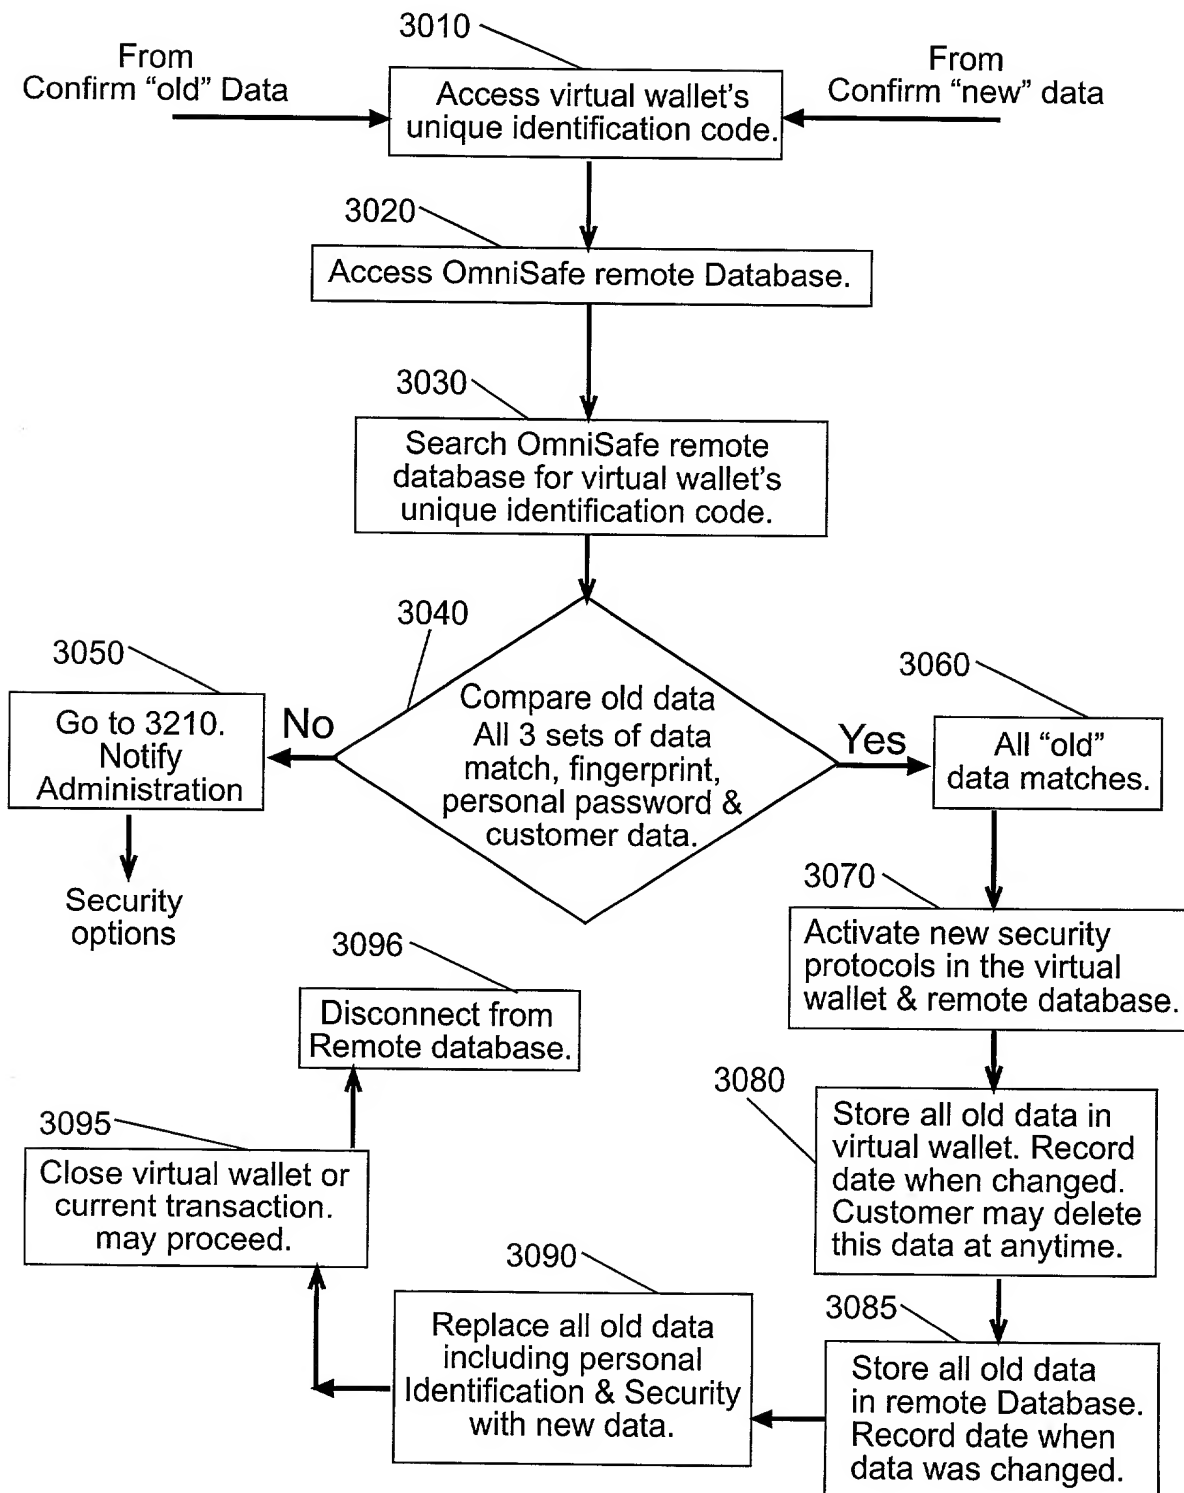 3010
From
Confirm "old" Data
Access virtual wallet's
unique identification code.
From
Confirm "new" data
3020
Access OmniSafe remote Database.
3030
Search OmniSafe remote
database for virtual wallet's
unique identification code.
3040
Compare old data
All 3 sets of data
match, fingerprint,
personal password &
customer data.
3050
No
Go to 3210.
Notify
Administration
Security
options
Yes
3060
All "old"
data matches.
3070
Activate new security
protocols in the virtual
wallet & remote database.
3080
Store all old data in
virtual wallet. Record
date when changed.
Customer may delete
this data at anytime.
3085
Store all old data
in remote Database.
Record date when
data was changed.
3090
Replace all old data
including personal
Identification & Security
with new data.
3095
Close virtual wallet or
current transaction.
may proceed.
3096
Disconnect from
Remote database.